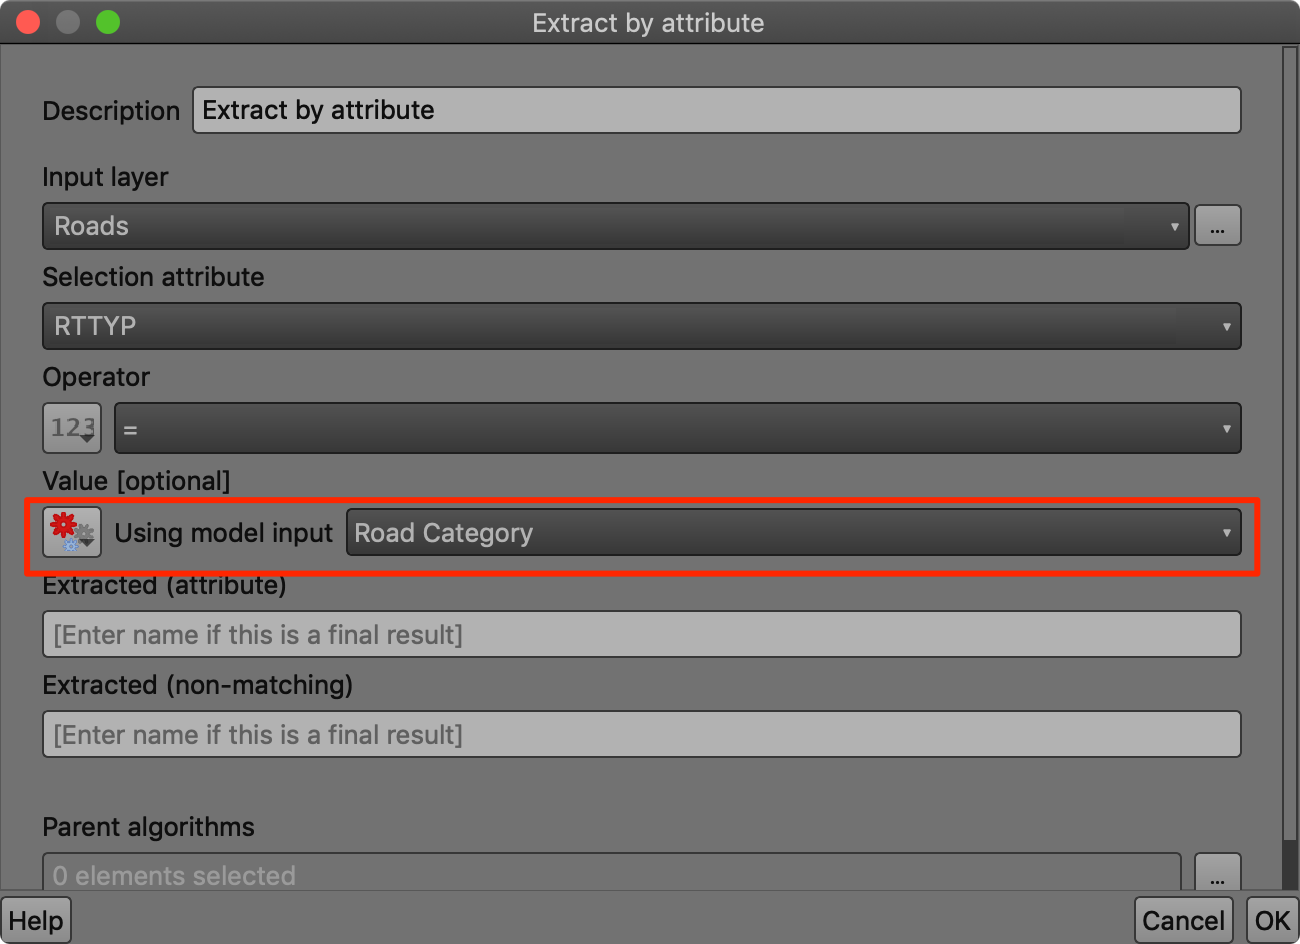 Extract by attribute
Description Extract by attribute
Input layer
Roads ...
Selection attribute
RTTYP
Operator
123 =
Value [optional]
Using model input Road Category
Extracted (attribute)
[Enter name if this is a final result]
Extracted (non-matching)
[Enter name if this is a final result]
Parent algorithms
0 elements selected ...
Help Cancel OK